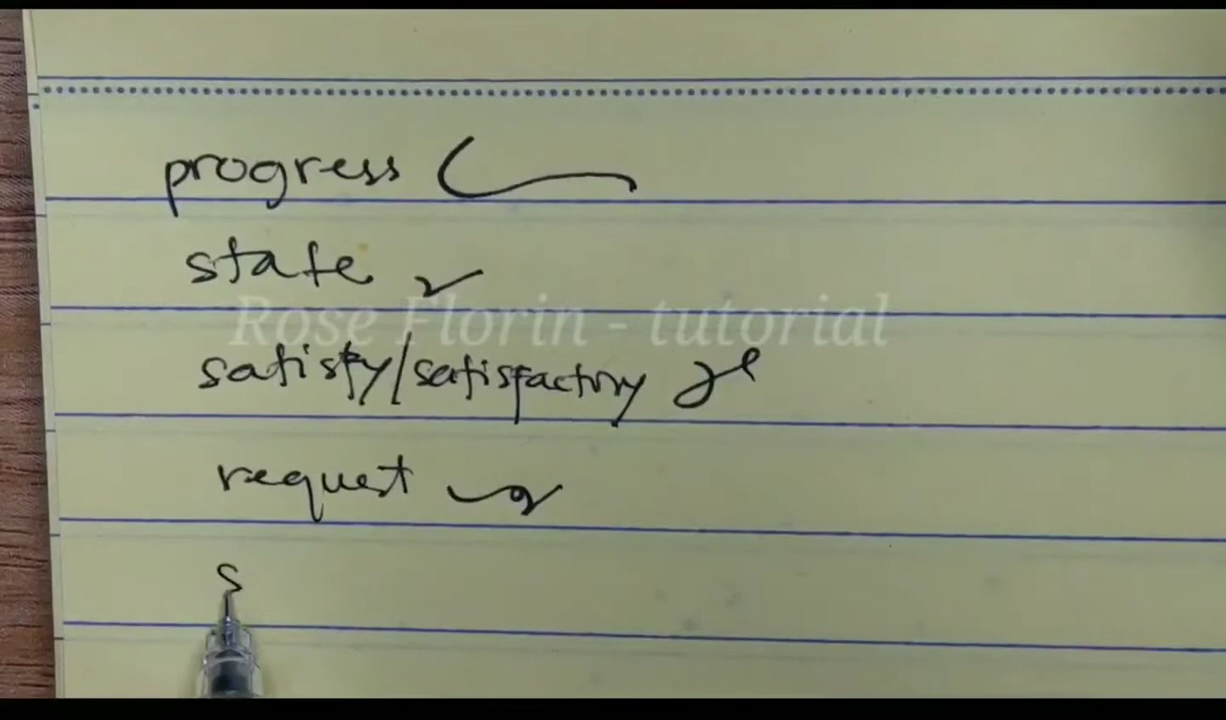 progress
state
Rose Florin - tutorial
satisfy/satisfactory
request
s